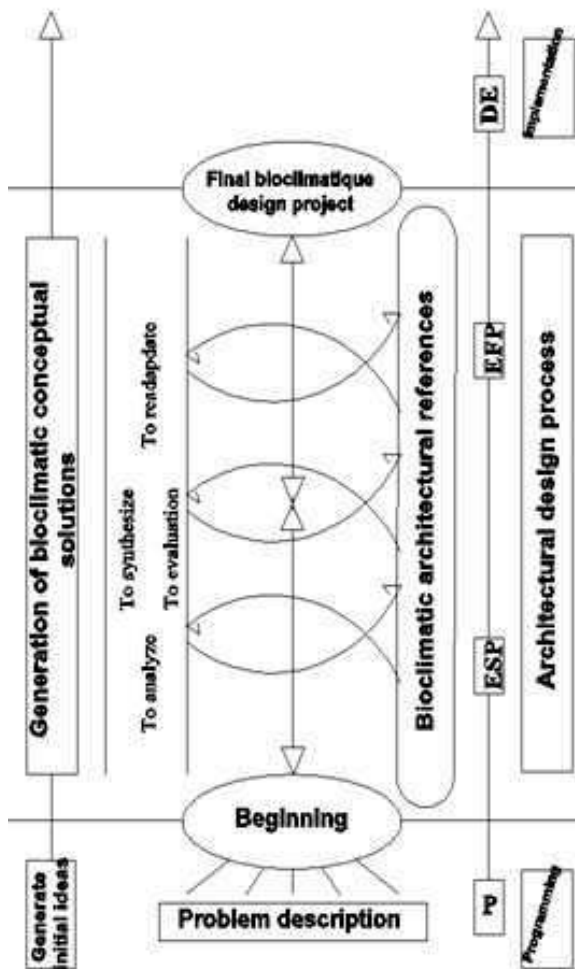 Implementation
DE
Final bioclimatique
design project
Generation of bioclimatic conceptual
solutions
To readapdate
To synthesize
To evaluation
To analyzo
Bioclimatic architectural references
EFP
ESP
Architectural design process
Beginning
Generate
initial ideas
Problem description
P
Programming